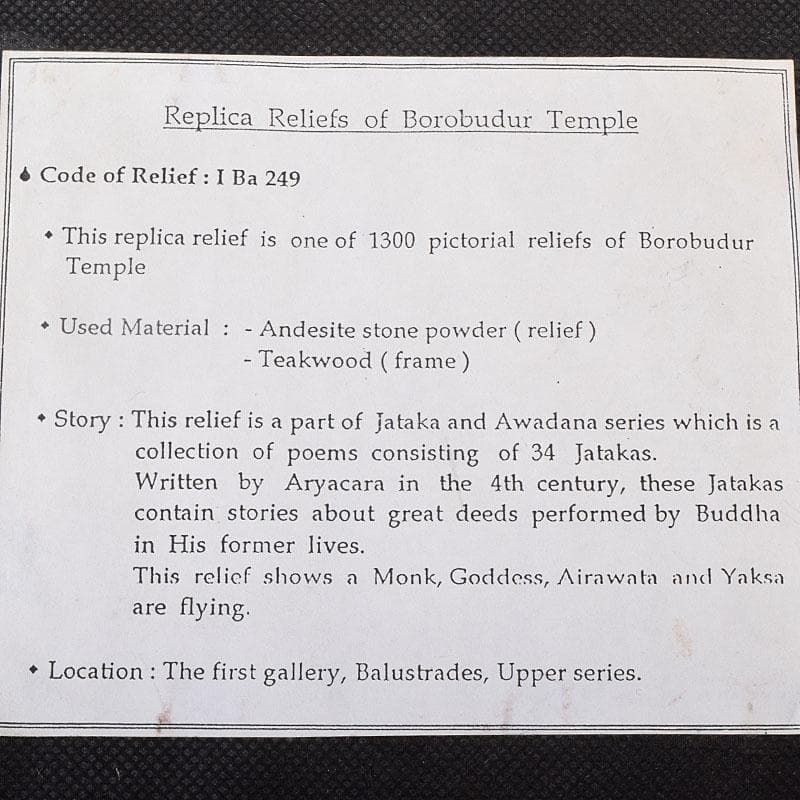 Replica Reliefs of Borobudur Temple
Code of Relief : I Ba 249
This replica relief is one of 1300 pictorial reliefs of Borobudur
Temple
Used Material : - Andesite stone powder ( relief )
- Teakwood ( frame )
Story : This relief is a part of Jataka and Awadana series which is a
collection of poems consisting of 34 Jatakas.
Written by Aryacara in the 4th century, these Jatakas
contain stories about great deeds performed by Buddha
in His former lives.
This relief shows a Monk, Goddess, Airawata and Yaksa
are flying.
Location : The first gallery, Balustrades, Upper series.